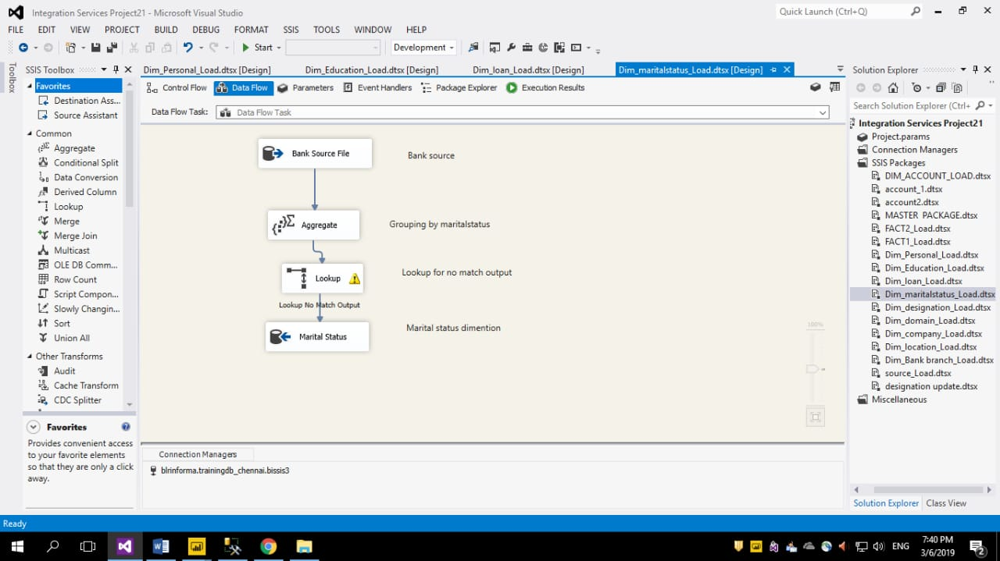 Integration Services Project21 - Microsoft Visual Studio
Quick Launch (Ctrl+Q)
FILE EDIT VIEW PROJECT BUILD DEBUG FORMAT SSIS TOOLS WINDOW HELP
Start Development
Toolbox
SSIS Toolbox
Favorites
Destination Ass...
Source Assistant
Common
Aggregate
Conditional Split
Data Conversion
Derived Column
Lookup
Merge
Merge Join
Multicast
OLE DB Comm...
Row Count
Script Compon...
Slowly Changin...
Sort
Union All
Other Transforms
Audit
Cache Transform
CDC Splitter
Favorites
Provides convenient access
to your favorite elements
so that they are only a click
away.
Dim_Personal_Load.dtsx [Design] Dim_Education_Load.dtsx [Design] Dim_loan_Load.dtsx [Design] Dim_maritalstatus_Load.dtsx [Design]
Control Flow Data Flow Parameters Event Handlers Package Explorer Execution Results
Data Flow Task: Data Flow Task
Bank Source File Bank source
Aggregate Grouping by maritalstatus
Lookup Lookup for no match output
Lookup No Match Output
Marital Status Marital status dimention
100%
Connection Managers
blrinforma.trainingdb_chennai.bissis3
Solution Explorer
Search Solution Explorer (Ctrl+
Integration Services Project21
Project.params
Connection Managers
SSIS Packages
DIM_ACCOUNT_LOAD.dtsx
account_1.dtsx
account2.dtsx
MASTER PACKAGE.dtsx
FACT2_Load.dtsx
FACT1_Load.dtsx
Dim_Personal_Load.dtsx
Dim_Education_Load.dtsx
Dim_loan_Load.dtsx
Dim_maritalstatus_Load.dtsx
Dim_designation_Load.dtsx
Dim_domain_Load.dtsx
Dim_company_Load.dtsx
Dim_location_Load.dtsx
Dim_Bank branch_Load.dtsx
source_Load.dtsx
designation update.dtsx
Miscellaneous
Solution Explorer Class View
Ready
ENG
7:40 PM
3/6/2019
2